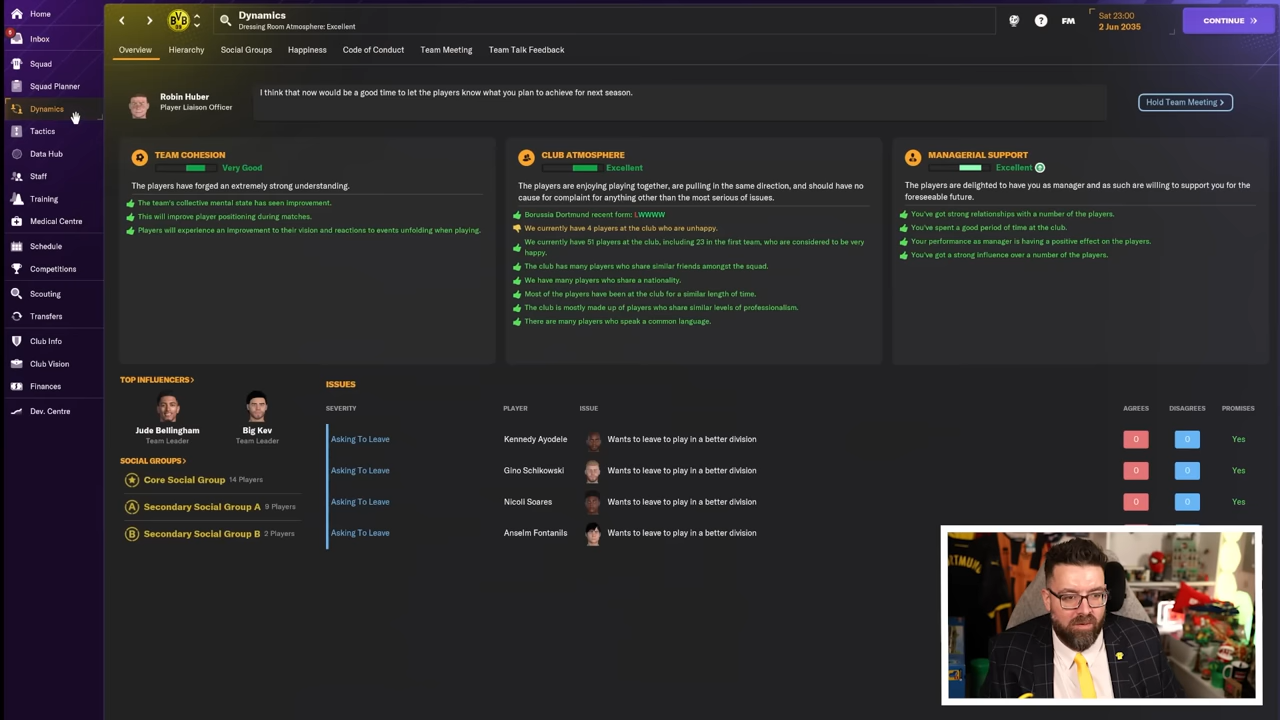 Home
Inbox
Squad
Squad Planner
Dynamics
Tactics
Data Hub
Staff
Training
Medical Centre
Schedule
Competitions
Scouting
Transfers
Club Info
Club Vision
Finances
Dev. Centre
BVB
09
Dynamics
Dressing Room Atmosphere: Excellent
?
FM
Sat 23:00
2 Jun 2035
CONTINUE
Overview
Hierarchy
Social Groups
Happiness
Code of Conduct
Team Meeting
Team Talk Feedback
Robin Huber
Player Liaison Officer
I think that now would be a good time to let the players know what you plan to achieve for next season.
Hold Team Meeting >
TEAM COHESION
Very Good
The players have forged an extremely strong understanding.
The team's collective mental state has seen improvement.
This will improve player positioning during matches.
Players will experience an improvement to their vision and reactions to events unfolding when playing.
CLUB ATMOSPHERE
Excellent
The players are enjoying playing together, are pulling in the same direction, and should have no
cause for complaint for anything other than the most serious of issues.
Borussia Dortmund recent form: LWWWW
We currently have 4 players at the club who are unhappy.
We currently have 51 players at the club, including 23 in the first team, who are considered to be very
happy.
The club has many players who share similar friends amongst the squad.
We have many players who share a nationality.
Most of the players have been at the club for a similar length of time.
The club is mostly made up of players who share similar levels of professionalism.
There are many players who speak a common language.
MANAGERIAL SUPPORT
Excellent
The players are delighted to have you as manager and as such are willing to support you for the
foreseeable future.
You've got strong relationships with a number of the players.
You've spent a good period of time at the club.
Your performance as manager is having a positive effect on the players.
You've got a strong influence over a number of the players.
TOP INFLUENCERS >
Jude Bellingham
Team Leader
Big Kev
Team Leader
SOCIAL GROUPS >
Core Social Group 14 Players
A Secondary Social Group A 9 Players
B Secondary Social Group B 2 Players
ISSUES
SEVERITY PLAYER ISSUE AGREES DISAGREES PROMISES
Asking To Leave Kennedy Ayodele Wants to leave to play in a better division 0 0 Yes
Asking To Leave Gino Schikowski Wants to leave to play in a better division 0 0 Yes
Asking To Leave Nicoli Soares Wants to leave to play in a better division 0 0 Yes
Asking To Leave Anselm Fontanils Wants to leave to play in a better division